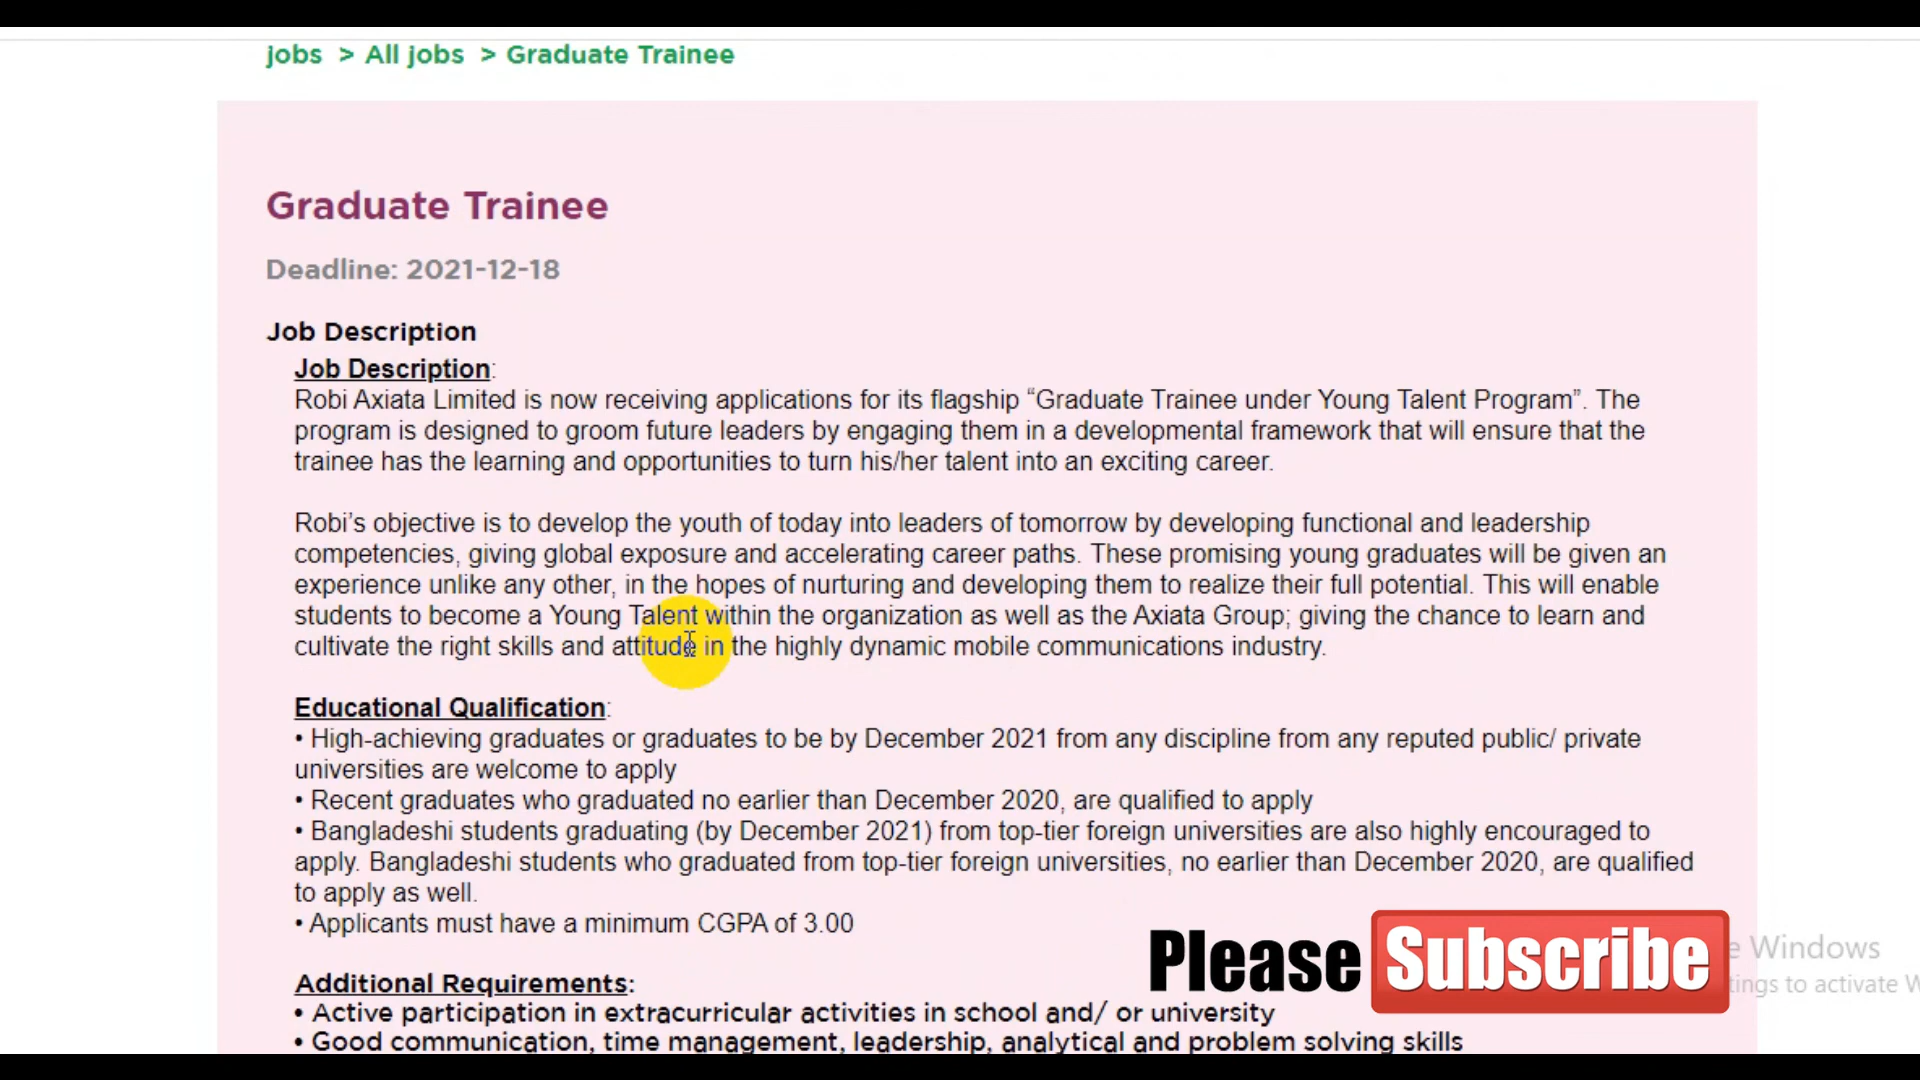 jobs > All jobs > Graduate Trainee
Graduate Trainee
Deadline: 2021-12-18
Job Description
Job Description:
Robi Axiata Limited is now receiving applications for its flagship “Graduate Trainee under Young Talent Program”. The
program is designed to groom future leaders by engaging them in a developmental framework that will ensure that the
trainee has the learning and opportunities to turn his/her talent into an exciting career.
Robi’s objective is to develop the youth of today into leaders of tomorrow by developing functional and leadership
competencies, giving global exposure and accelerating career paths. These promising young graduates will be given an
experience unlike any other, in the hopes of nurturing and developing them to realize their full potential. This will enable
students to become a Young Talent within the organization as well as the Axiata Group; giving the chance to learn and
cultivate the right skills and attitude in the highly dynamic mobile communications industry.
Educational Qualification:
• High-achieving graduates or graduates to be by December 2021 from any discipline from any reputed public/ private
universities are welcome to apply
• Recent graduates who graduated no earlier than December 2020, are qualified to apply
• Bangladeshi students graduating (by December 2021) from top-tier foreign universities are also highly encouraged to
apply. Bangladeshi students who graduated from top-tier foreign universities, no earlier than December 2020, are qualified
to apply as well.
• Applicants must have a minimum CGPA of 3.00
Please Subscribe
Windows
to activate
Additional Requirements:
• Active participation in extracurricular activities in school and/ or university
• Good communication, time management, leadership, analytical and problem solving skills